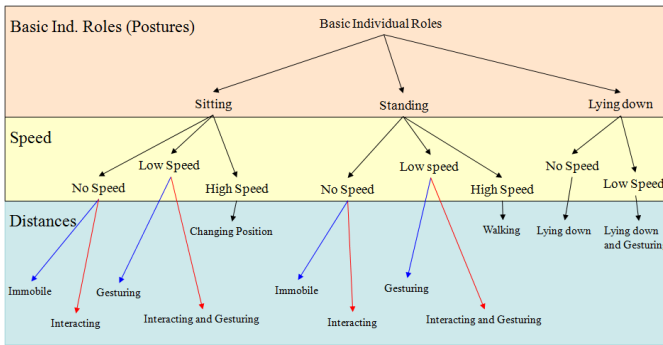 Basic Ind. Roles (Postures)
Basic Individual Roles
Sitting
Standing
Lying down
Speed
No Speed
Low Speed
High Speed
No Speed
Low speed
High Speed
No Speed
Low Speed
Distances
Changing Position
Walking
Lying down
Lying down
and Gesturing
Immobile
Interacting
Gesturing
Interacting and Gesturing
Immobile
Interacting
Gesturing
Interacting and Gesturing